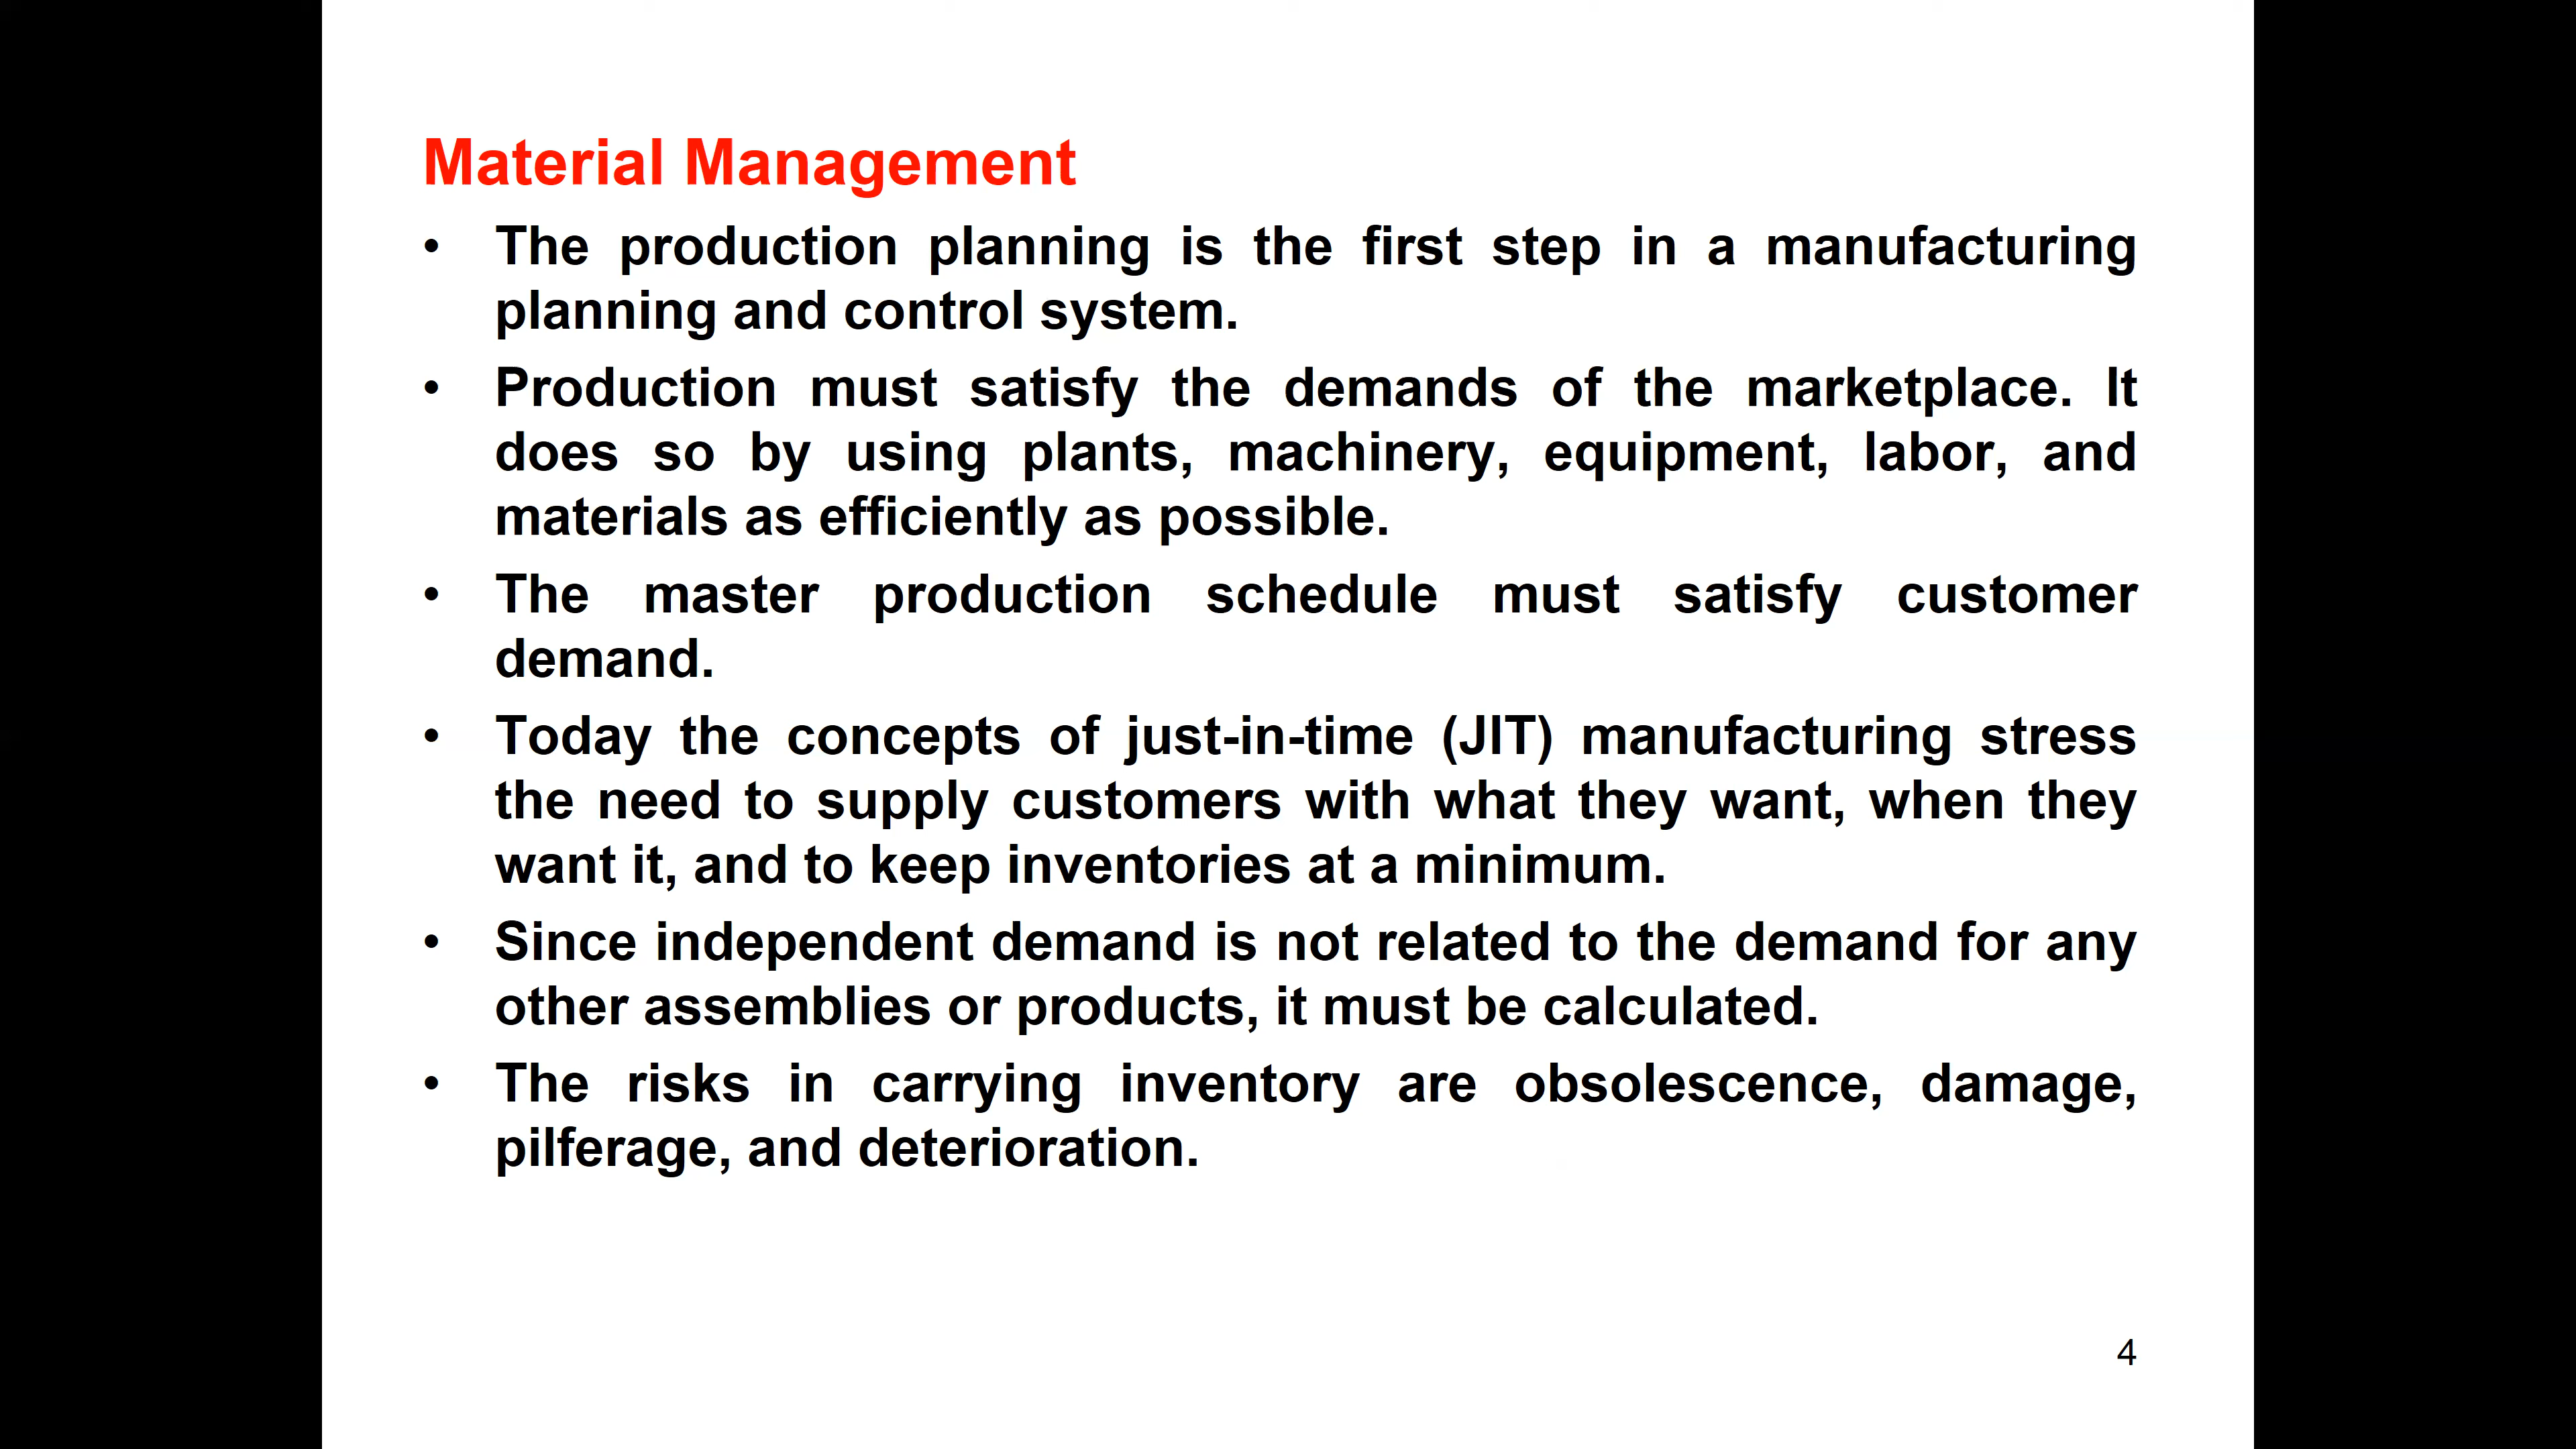 Material Management
• The production planning is the first step in a manufacturing
planning and control system.
• Production must satisfy the demands of the marketplace. It
does so by using plants, machinery, equipment, labor, and
materials as efficiently as possible.
• The master production schedule must satisfy customer
demand.
• Today the concepts of just-in-time (JIT) manufacturing stress
the need to supply customers with what they want, when they
want it, and to keep inventories at a minimum.
• Since independent demand is not related to the demand for any
other assemblies or products, it must be calculated.
• The risks in carrying inventory are obsolescence, damage,
pilferage, and deterioration.
4